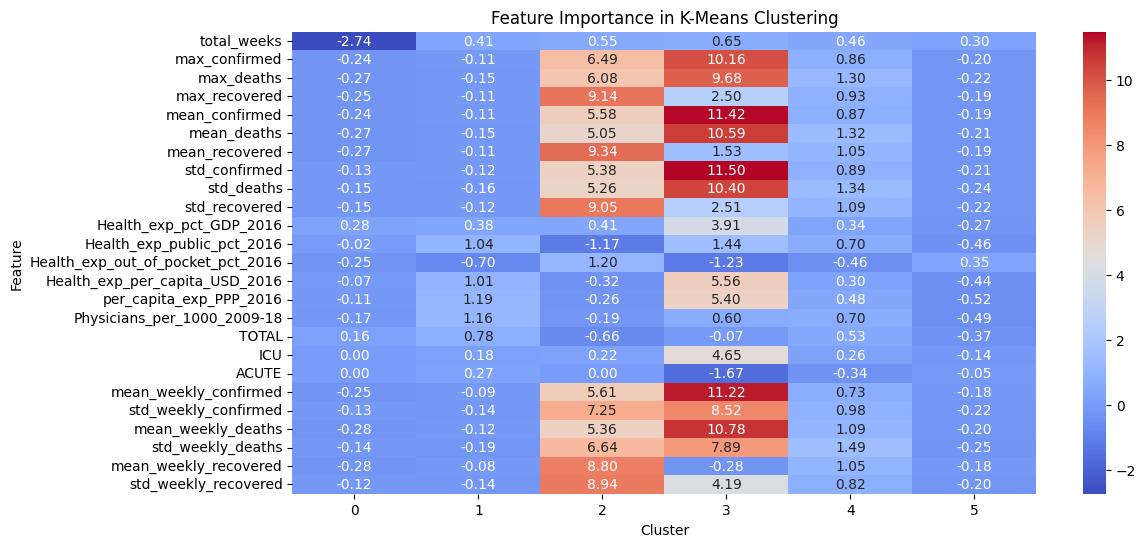 Feature Importance in K-Means Clustering
Feature
total_weeks -2.74 0.41 0.55 0.65 0.46 0.30
max_confirmed -0.24 -0.11 6.49 10.16 0.86 -0.20
max_deaths -0.27 -0.15 6.08 9.68 1.30 -0.22
max_recovered -0.25 -0.11 9.14 2.50 0.93 -0.19
mean_confirmed -0.24 -0.11 5.58 11.42 0.87 -0.19
mean_deaths -0.27 -0.15 5.05 10.59 1.32 -0.21
mean_recovered -0.27 -0.11 9.34 1.53 1.05 -0.19
std_confirmed -0.13 -0.12 5.38 11.50 0.89 -0.21
std_deaths -0.15 -0.16 5.26 10.40 1.34 -0.24
std_recovered -0.15 -0.12 9.05 2.51 1.09 -0.22
Health_exp_pct_GDP_2016 0.28 0.38 0.41 3.91 0.34 -0.27
Health_exp_public_pct_2016 -0.02 1.04 -1.17 1.44 0.70 -0.46
Health_exp_out_of_pocket_pct_2016 -0.25 -0.70 1.20 -1.23 -0.46 0.35
Health_exp_per_capita_USD_2016 -0.07 1.01 -0.32 5.56 0.30 -0.44
per_capita_exp_PPP_2016 -0.11 1.19 -0.26 5.40 0.48 -0.52
Physicians_per_1000_2009-18 -0.17 1.16 -0.19 0.60 0.70 -0.49
TOTAL 0.16 0.78 -0.66 -0.07 0.53 -0.37
ICU 0.00 0.18 0.22 4.65 0.26 -0.14
ACUTE 0.00 0.27 0.00 -1.67 -0.34 -0.05
mean_weekly_confirmed -0.25 -0.09 5.61 11.22 0.73 -0.18
std_weekly_confirmed -0.13 -0.14 7.25 8.52 0.98 -0.22
mean_weekly_deaths -0.28 -0.12 5.36 10.78 1.09 -0.20
std_weekly_deaths -0.14 -0.19 6.64 7.89 1.49 -0.25
mean_weekly_recovered -0.28 -0.08 8.80 -0.28 1.05 -0.18
std_weekly_recovered -0.12 -0.14 8.94 4.19 0.82 -0.20
0 1 2 3 4 5
Cluster
10
8
6
4
2
0
−2